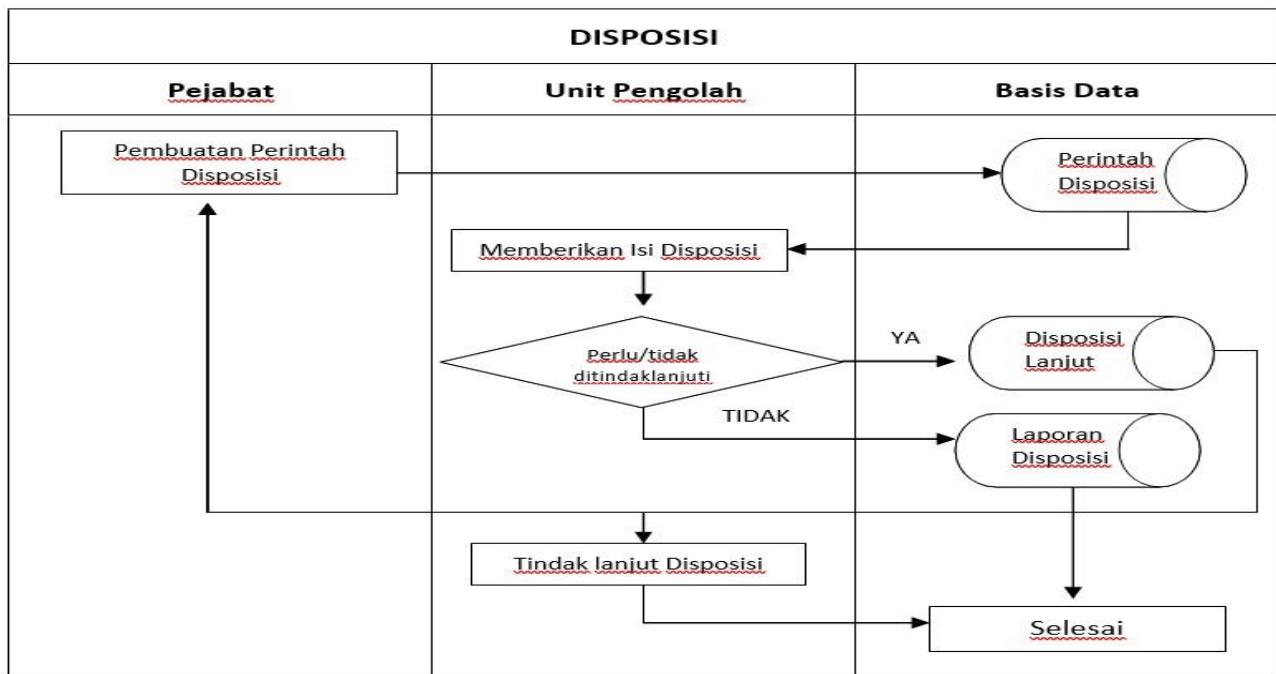 DISPOSISI
Pejabat
Unit Pengolah
Basis Data
Pembuatan Perintah
Disposisi
Perintah
Disposisi
Memberikan Isi Disposisi
Perlu/tidak
ditindaklanjuti
YA
Disposisi
Lanjut
TIDAK
Laporan
Disposisi
Tindak lanjut Disposisi
Selesai